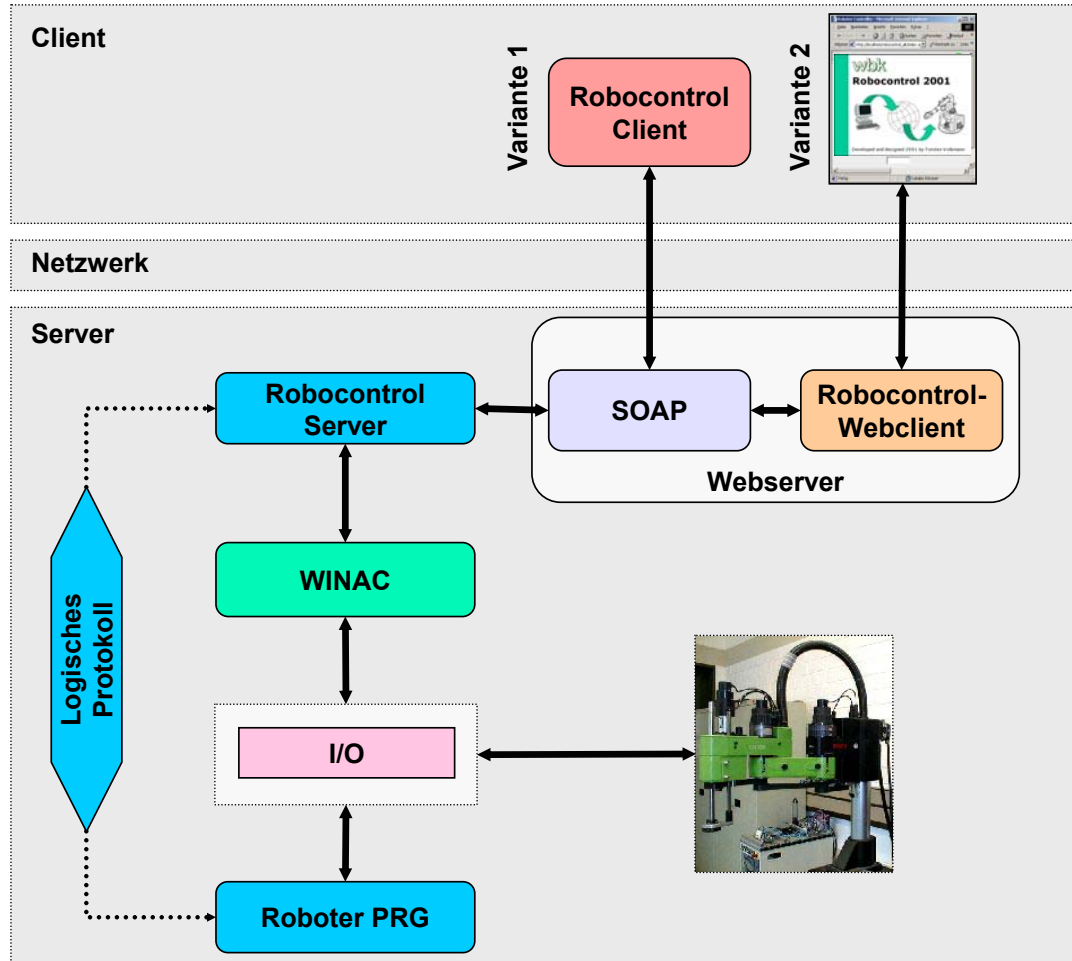 Client
Variante 1
Robocontrol
Client
Variante 2
wbk
Robocontrol 2001
Netzwerk
Server
Robocontrol
Server
SOAP
Robocontrol-
Webclient
Webserver
WINAC
Logisches
Protokoll
I/O
Roboter PRG